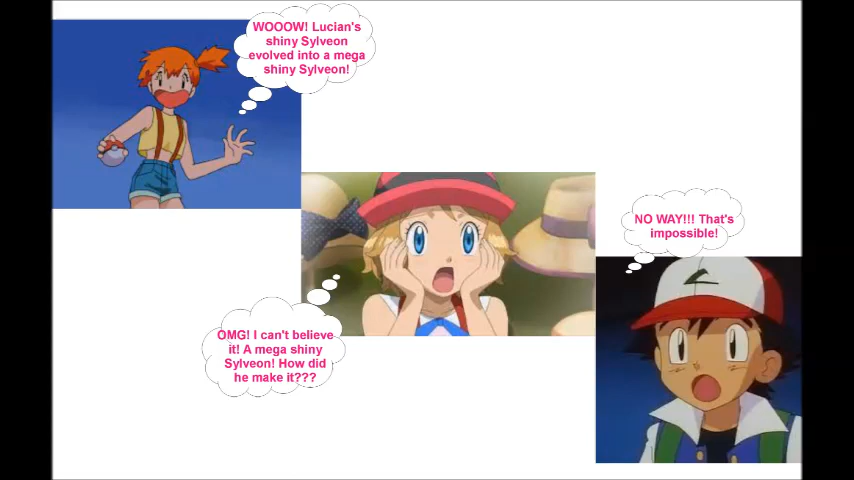 WOOOW! Lucian's
shiny Sylveon
evolved into a mega
shiny Sylveon!
NO WAY!!! That's
impossible!
OMG! I can't believe
it! A mega shiny
Sylveon! How did
he make it???